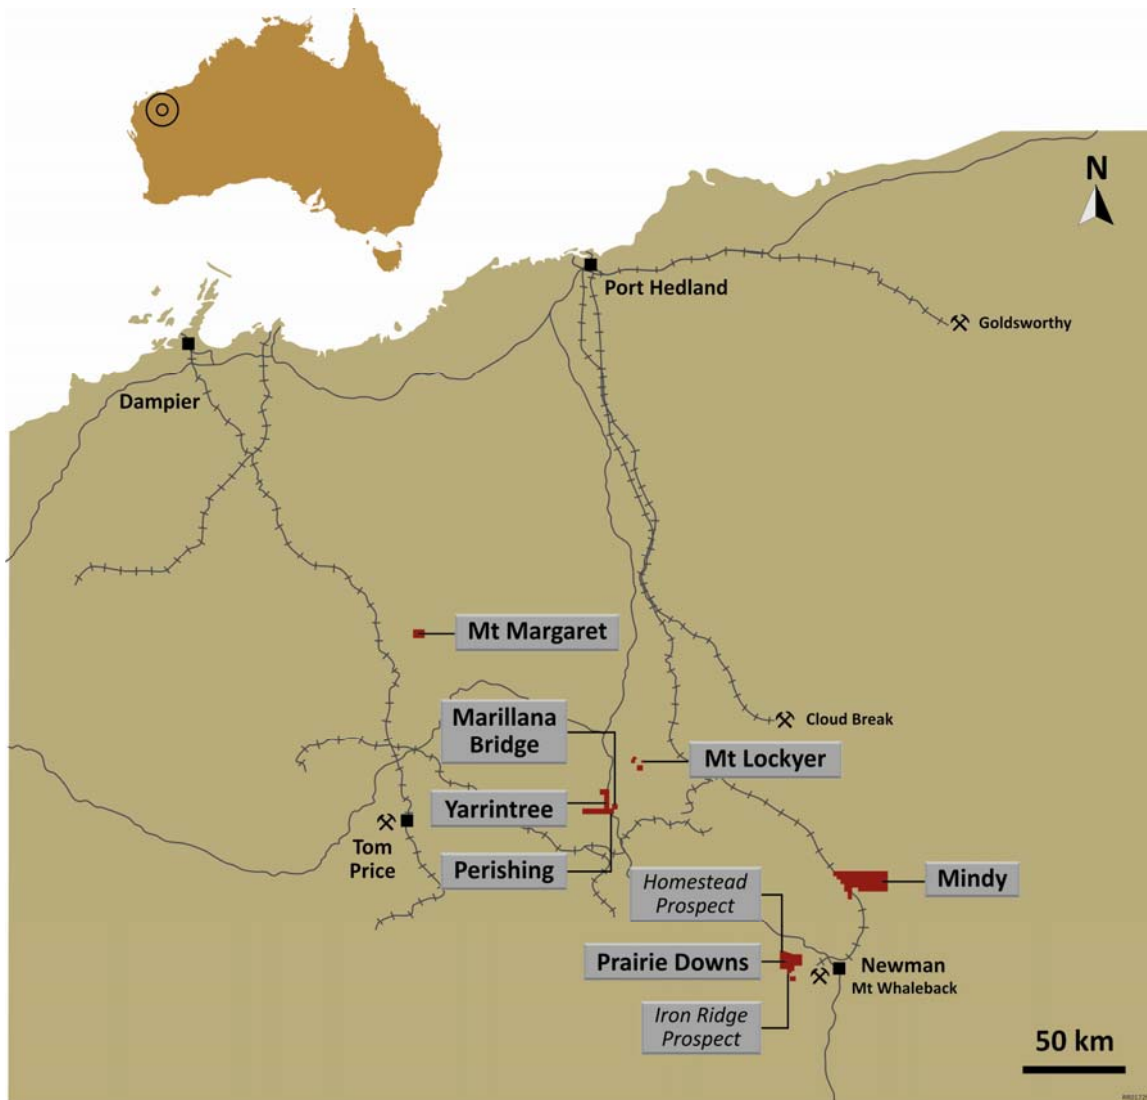 N
Port Hedland
Goldsworthy
Dampier
Mt Margaret
Marillana
Bridge
Cloud Break
Mt Lockyer
Yarrintree
Tom
Price
Perishing
Homestead
Prospect
Mindy
Prairie Downs
Newman
Mt Whaleback
Iron Ridge
Prospect
50 km